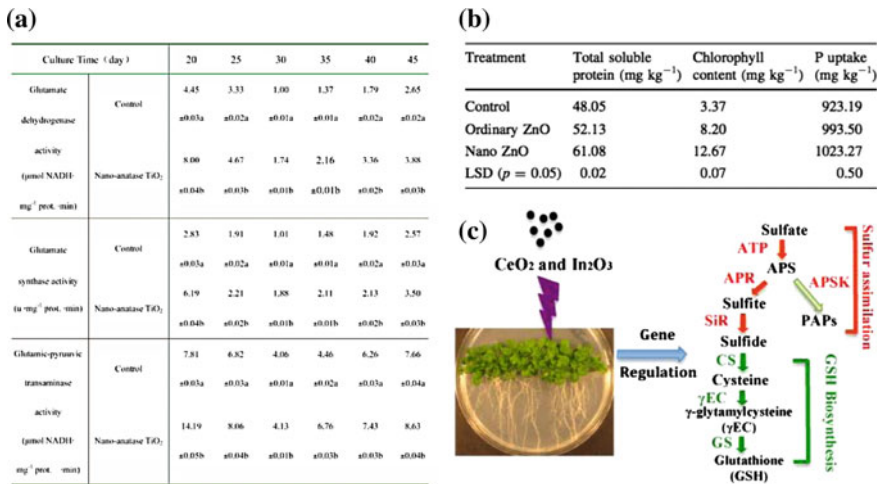 (a)
Culture Time (day) 20 25 30 35 40 45
Glutamate dehydrogenase activity (µmol NADH· mg⁻¹ prot. ·min)
Control 4.45 3.33 1.00 1.37 1.79 2.65
±0.03a ±0.02a ±0.01a ±0.01a ±0.02a ±0.02a
Nano-anatase TiO₂ 8.00 4.67 1.74 2.16 3.36 3.88
±0.04b ±0.03b ±0.01b ±0.01b ±0.02b ±0.03b
Glutamate synthase activity (u ·mg⁻¹ prot. ·min)
Control 2.83 1.91 1.01 1.48 1.92 2.57
±0.03a ±0.02a ±0.01a ±0.01a ±0.02a ±0.03a
Nano-anatase TiO₂ 6.19 2.21 1.88 2.11 2.13 3.50
±0.04b ±0.02b ±0.01b ±0.01b ±0.02b ±0.03b
Glutamic-pyruvic transaminase activity (µmol NADH· mg⁻¹ prot. ·min)
Control 7.81 6.82 4.06 4.46 6.26 7.66
±0.03a ±0.03a ±0.01a ±0.02a ±0.03a ±0.04a
Nano-anatase TiO₂ 14.19 8.06 4.13 6.76 7.43 8.63
±0.05b ±0.04b ±0.01b ±0.03b ±0.03b ±0.04b
(b)
Treatment Total soluble protein (mg kg⁻¹) Chlorophyll content (mg kg⁻¹) P uptake (mg kg⁻¹)
Control 48.05 3.37 923.19
Ordinary ZnO 52.13 8.20 993.50
Nano ZnO 61.08 12.67 1023.27
LSD (p = 0.05) 0.02 0.07 0.50
(c)
CeO₂ and In₂O₃
Gene
Regulation
Sulfate
ATP
APS
APR
APSK
Sulfite
PAPs
SiR
Sulfide
CS
Cysteine
γEC
γ-glytamylcysteine
(γEC)
GS
Glutathione
(GSH)
Sulfur assimilation
GSH Biosynthesis